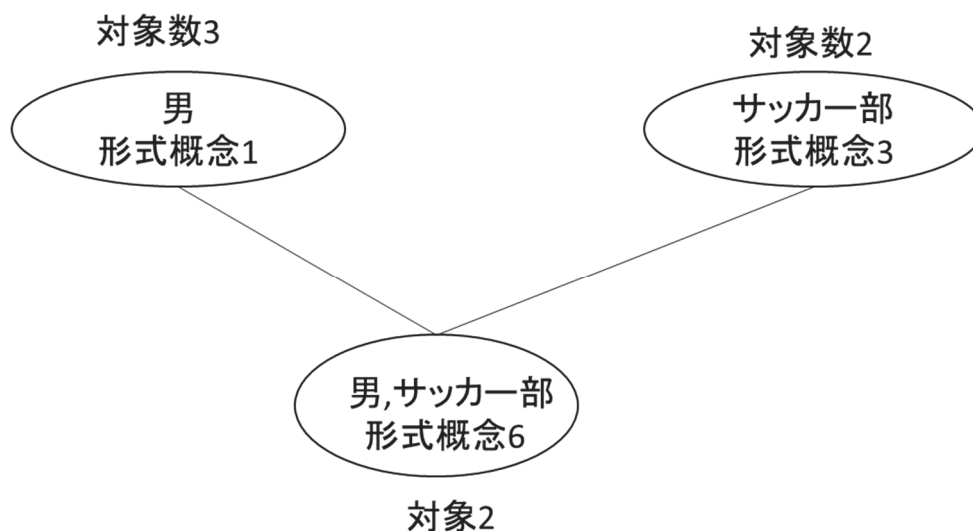 対象数3
対象数2
男
形式概念1
サッカー部
形式概念3
男,サッカー部
形式概念6
対象2